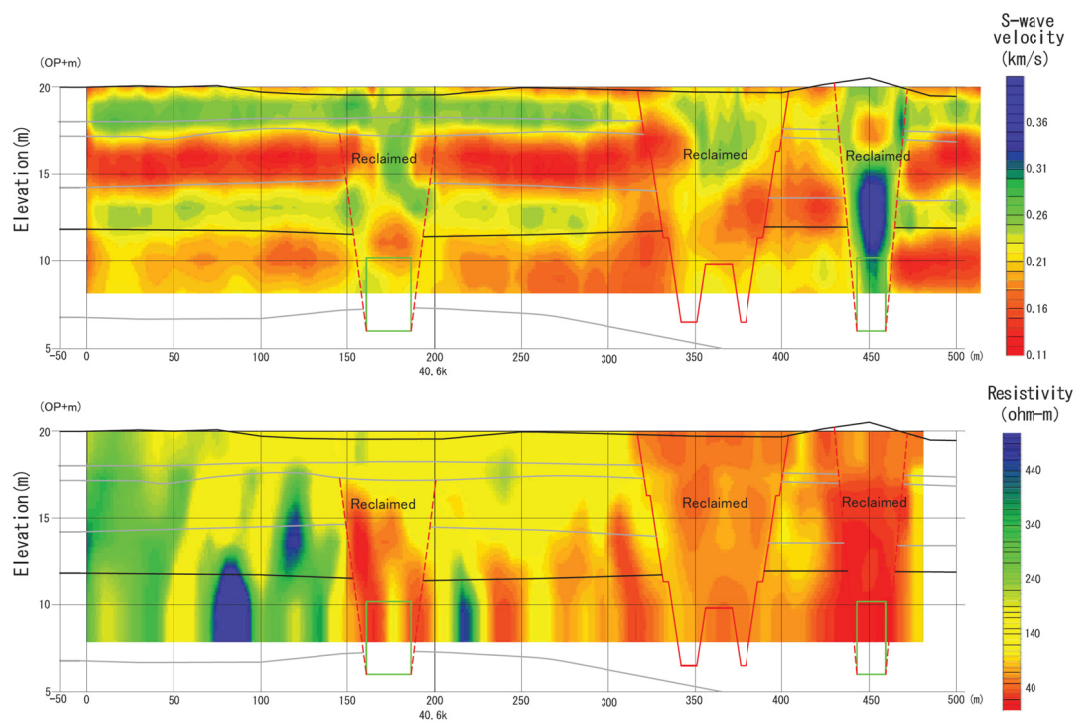 S-wave
velocity
(km/s)
(OP+m)
20
15
10
5
Elevation(m)
Reclaimed
Reclaimed
Reclaimed
-50 0 50 100 150 200 250 300 350 400 450 500 (m)
40.6k
0.36
0.31
0.26
0.21
0.16
0.11
Resistivity
(ohm-m)
(OP+m)
20
15
10
5
Elevation(m)
Reclaimed
Reclaimed
Reclaimed
-50 0 50 100 150 200 250 300 350 400 450 500 (m)
40.6k
440
340
240
140
40